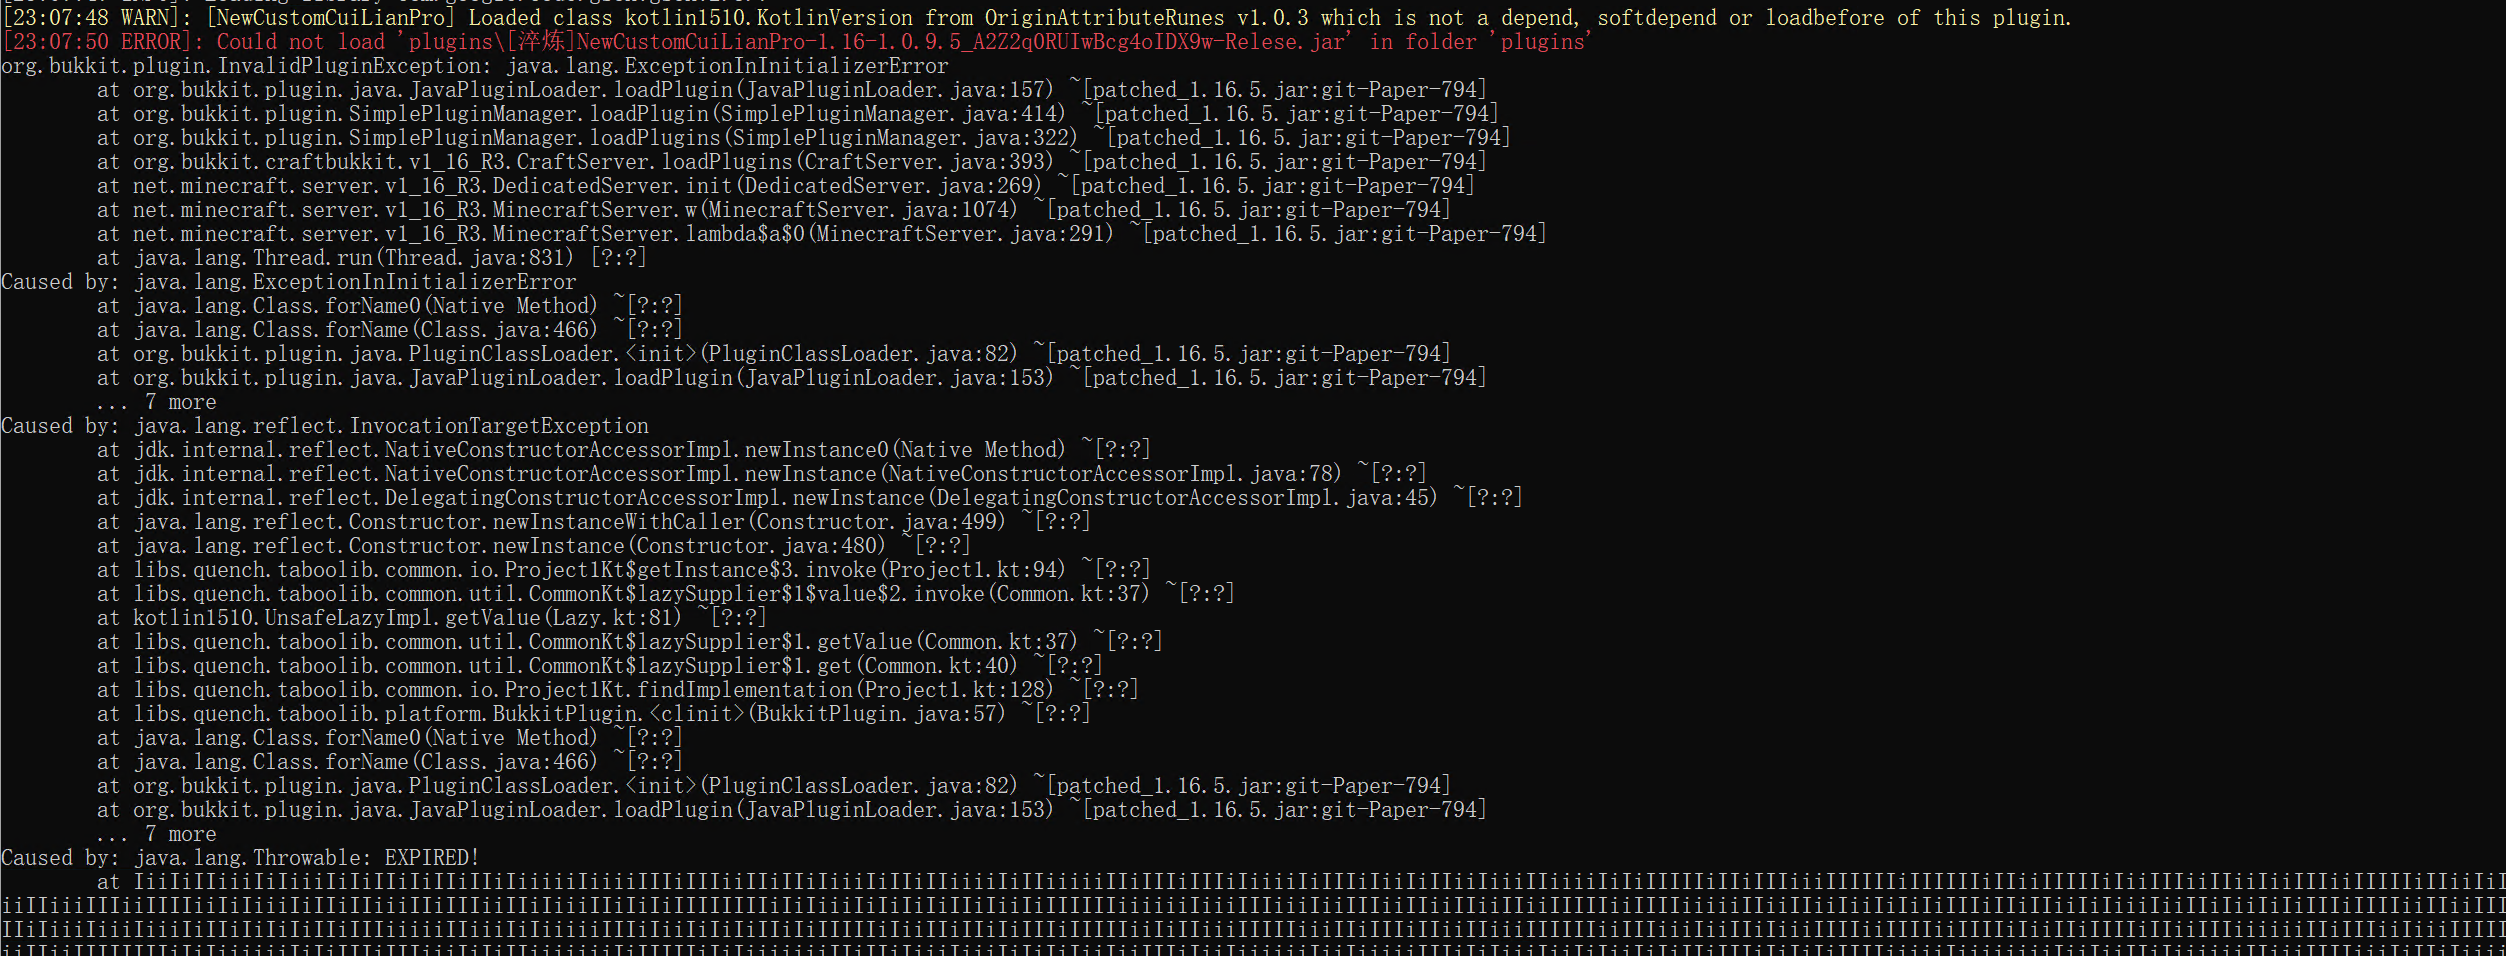 [23:07:48 WARN]: [NewCustomCuiLianPro] Loaded class kotlin1510.KotlinVersion from OriginAttributeRunes v1.0.3 which is not a depend, softdepend or loadbefore of this plugin.
[23:07:50 ERROR]: Could not load 'plugins\[淬炼]NewCustomCuiLianPro-1.16-1.0.9.5_A2Z2q0RUIwBcg4oIDX9w-Relese.jar' in folder 'plugins'
org.bukkit.plugin.InvalidPluginException: java.lang.ExceptionInInitializerError
at org.bukkit.plugin.java.JavaPluginLoader.loadPlugin(JavaPluginLoader.java:157) ~[patched_1.16.5.jar:git-Paper-794]
at org.bukkit.plugin.SimplePluginManager.loadPlugin(SimplePluginManager.java:414) ~[patched_1.16.5.jar:git-Paper-794]
at org.bukkit.plugin.SimplePluginManager.loadPlugins(SimplePluginManager.java:322) ~[patched_1.16.5.jar:git-Paper-794]
at org.bukkit.craftbukkit.v1_16_R3.CraftServer.loadPlugins(CraftServer.java:393) ~[patched_1.16.5.jar:git-Paper-794]
at net.minecraft.server.v1_16_R3.DedicatedServer.init(DedicatedServer.java:269) ~[patched_1.16.5.jar:git-Paper-794]
at net.minecraft.server.v1_16_R3.MinecraftServer.w(MinecraftServer.java:1074) ~[patched_1.16.5.jar:git-Paper-794]
at net.minecraft.server.v1_16_R3.MinecraftServer.lambda$a$0(MinecraftServer.java:291) ~[patched_1.16.5.jar:git-Paper-794]
at java.lang.Thread.run(Thread.java:831) [?:?]
Caused by: java.lang.ExceptionInInitializerError
at java.lang.Class.forName0(Native Method) ~[?:?]
at java.lang.Class.forName(Class.java:466) ~[?:?]
at org.bukkit.plugin.java.PluginClassLoader.<init>(PluginClassLoader.java:82) ~[patched_1.16.5.jar:git-Paper-794]
at org.bukkit.plugin.java.JavaPluginLoader.loadPlugin(JavaPluginLoader.java:153) ~[patched_1.16.5.jar:git-Paper-794]
... 7 more
Caused by: java.lang.reflect.InvocationTargetException
at jdk.internal.reflect.NativeConstructorAccessorImpl.newInstance0(Native Method) ~[?:?]
at jdk.internal.reflect.NativeConstructorAccessorImpl.newInstance(NativeConstructorAccessorImpl.java:78) ~[?:?]
at jdk.internal.reflect.DelegatingConstructorAccessorImpl.newInstance(DelegatingConstructorAccessorImpl.java:45) ~[?:?]
at java.lang.reflect.Constructor.newInstanceWithCaller(Constructor.java:499) ~[?:?]
at java.lang.reflect.Constructor.newInstance(Constructor.java:480) ~[?:?]
at libs.quench.taboolib.common.io.Project1Kt$getInstance$3.invoke(Project1.kt:94) ~[?:?]
at libs.quench.taboolib.common.util.CommonKt$lazySupplier$1$value$2.invoke(Common.kt:37) ~[?:?]
at kotlin1510.UnsafeLazyImpl.getValue(Lazy.kt:81) ~[?:?]
at libs.quench.taboolib.common.util.CommonKt$lazySupplier$1.getValue(Common.kt:37) ~[?:?]
at libs.quench.taboolib.common.util.CommonKt$lazySupplier$1.get(Common.kt:40) ~[?:?]
at libs.quench.taboolib.common.io.Project1Kt.findImplementation(Project1.kt:128) ~[?:?]
at libs.quench.taboolib.platform.BukkitPlugin.<clinit>(BukkitPlugin.java:57) ~[?:?]
at java.lang.Class.forName0(Native Method) ~[?:?]
at java.lang.Class.forName(Class.java:466) ~[?:?]
at org.bukkit.plugin.java.PluginClassLoader.<init>(PluginClassLoader.java:82) ~[patched_1.16.5.jar:git-Paper-794]
at org.bukkit.plugin.java.JavaPluginLoader.loadPlugin(JavaPluginLoader.java:153) ~[patched_1.16.5.jar:git-Paper-794]
... 7 more
Caused by: java.lang.Throwable: EXPIRED!
at